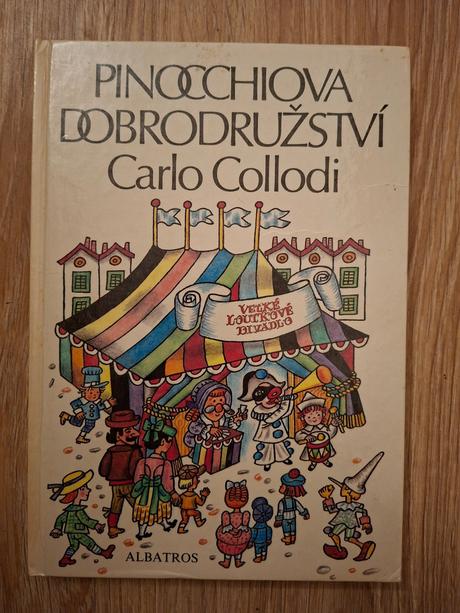 PINOCCHIOVA
DOBRODRUŽSTVÍ
Carlo Collodi
VELKÉ
LOUTKOVÉ
DIVADLO
ALBATROS